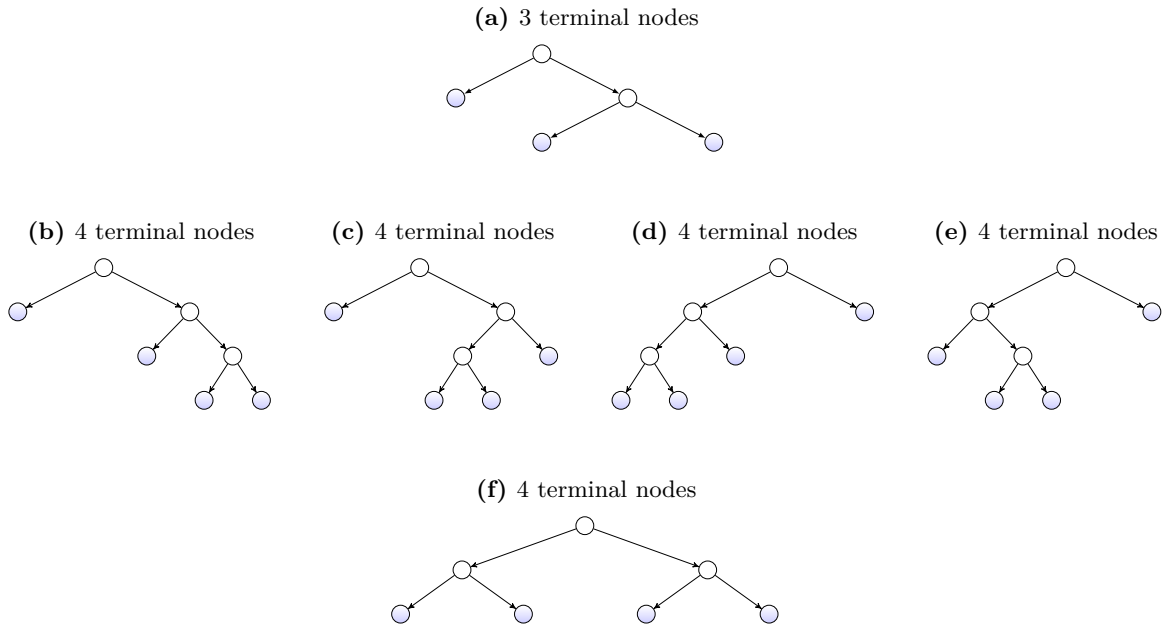 (a) 3 terminal nodes
(b) 4 terminal nodes
(c) 4 terminal nodes
(d) 4 terminal nodes
(e) 4 terminal nodes
(f) 4 terminal nodes